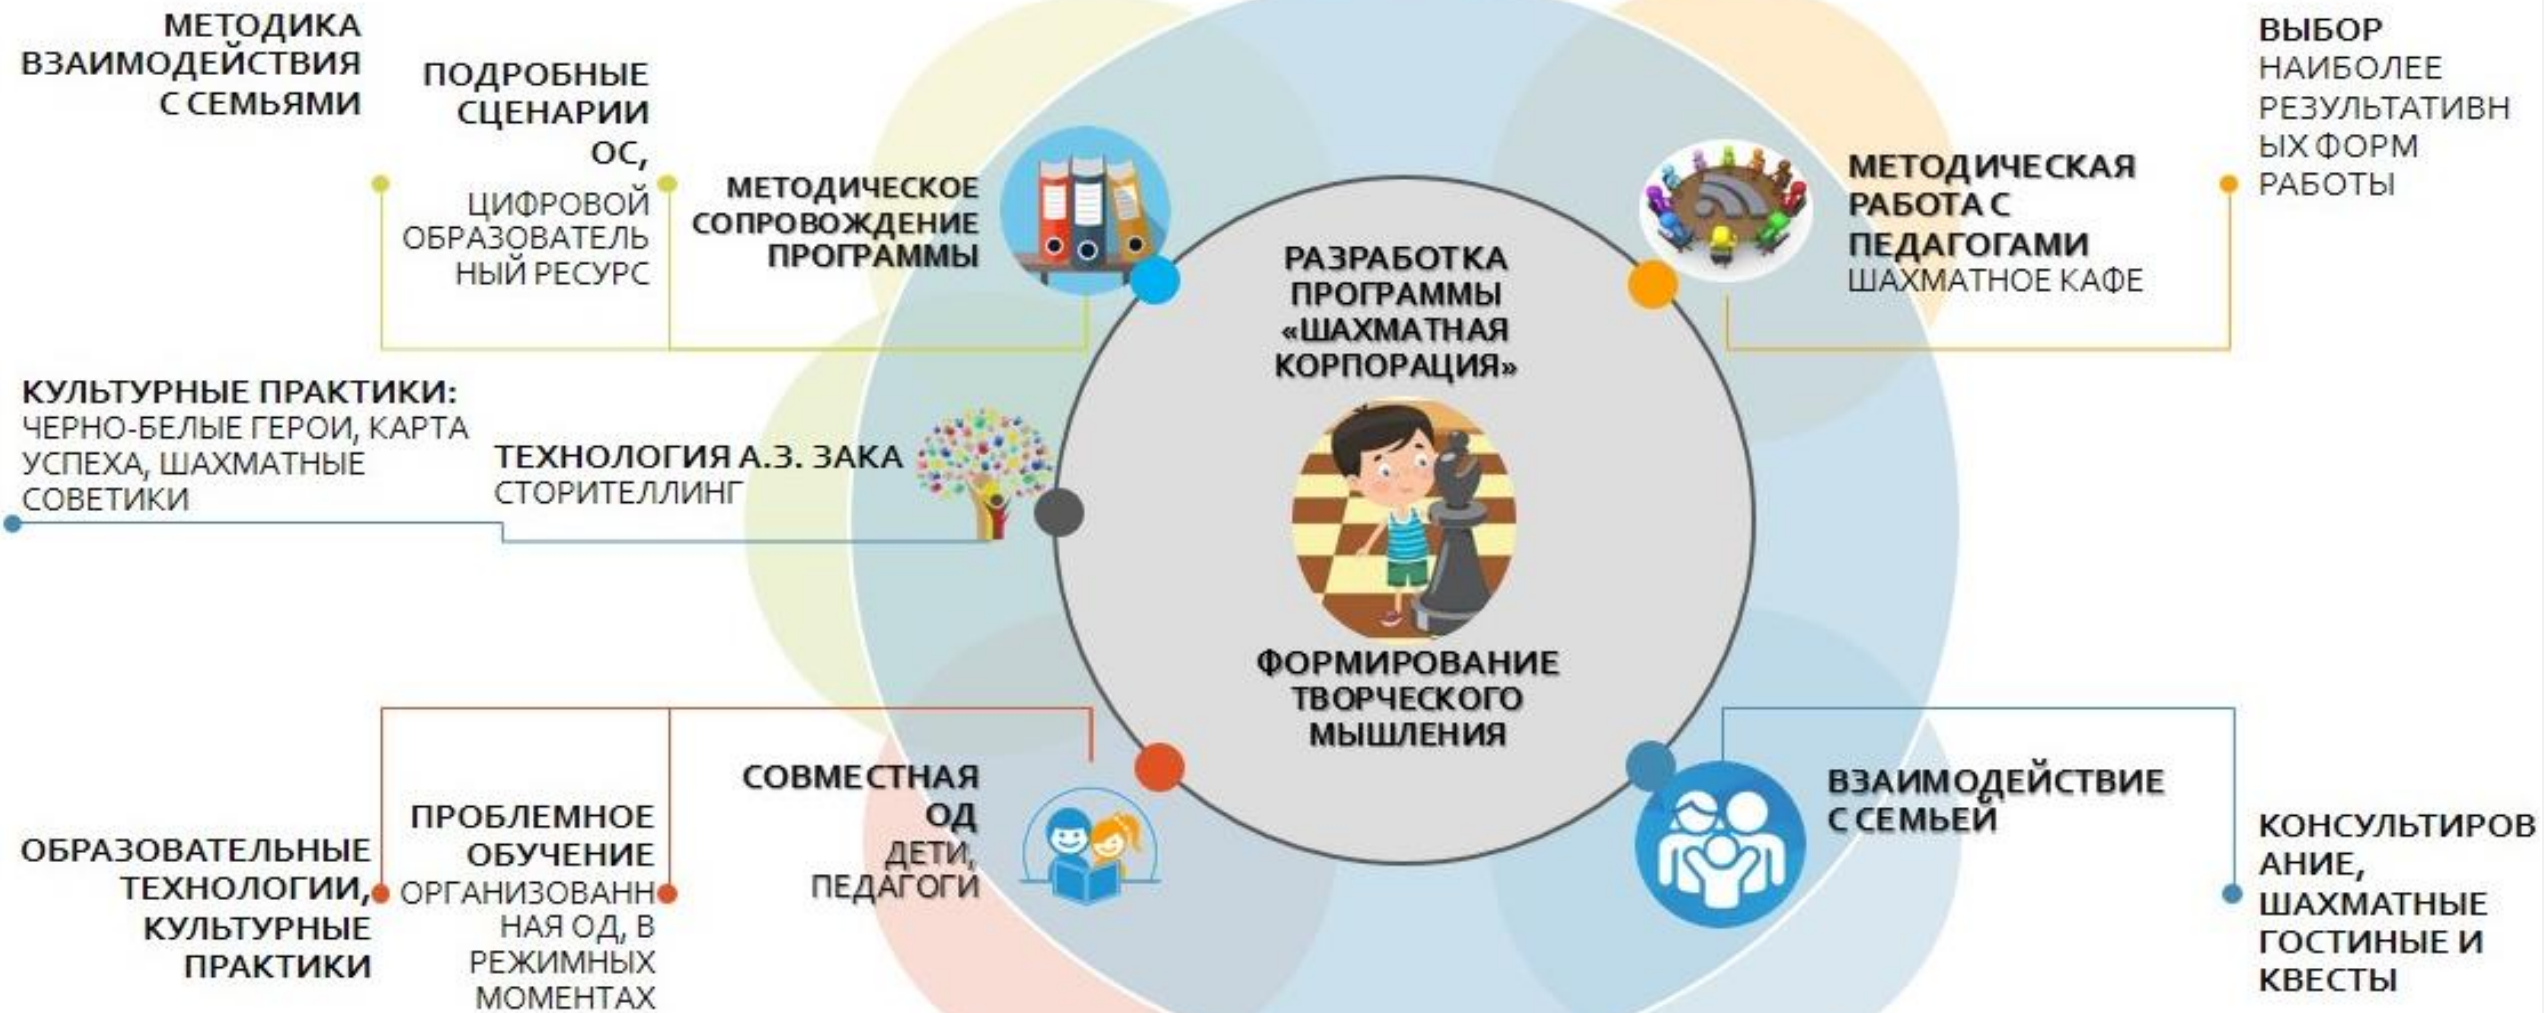 МЕТОДИКА
ВЗАИМОДЕЙСТВИЯ
С СЕМЬЯМИ
ПОДРОБНЫЕ
СЦЕНАРИИ
ОС,
ЦИФРОВОЙ
ОБРАЗОВАТЕЛЬ
НЫЙ РЕСУРС
МЕТОДИЧЕСКОЕ
СОПРОВОЖДЕНИЕ
ПРОГРАММЫ
МЕТОДИЧЕСКАЯ
РАБОТА С
ПЕДАГОГАМИ
ШАХМАТНОЕ КАФЕ
ВЫБОР
НАИБОЛЕЕ
РЕЗУЛЬТАТИВН
ЫХ ФОРМ
РАБОТЫ
РАЗРАБОТКА
ПРОГРАММЫ
«ШАХМАТНАЯ
КОРПОРАЦИЯ»
ФОРМИРОВАНИЕ
ТВОРЧЕСКОГО
МЫШЛЕНИЯ
КУЛЬТУРНЫЕ ПРАКТИКИ:
ЧЕРНО-БЕЛЫЕ ГЕРОИ, КАРТА
УСПЕХА, ШАХМАТНЫЕ
СОВЕТИКИ
ТЕХНОЛОГИЯ А.З. ЗАКА
СТОРИТЕЛЛИНГ
ОБРАЗОВАТЕЛЬНЫЕ
ТЕХНОЛОГИИ,
КУЛЬТУРНЫЕ
ПРАКТИКИ
ПРОБЛЕМНОЕ
ОБУЧЕНИЕ
ОРГАНИЗОВАНН
НАЯ ОД, В
РЕЖИМНЫХ
МОМЕНТАХ
СОВМЕСТНАЯ
ОД
ДЕТИ,
ПЕДАГОГИ
ВЗАИМОДЕЙСТВИЕ
С СЕМЬЕЙ
КОНСУЛЬТИРОВ
АНИЕ,
ШАХМАТНЫЕ
ГОСТИНЫЕ И
КВЕСТЫ